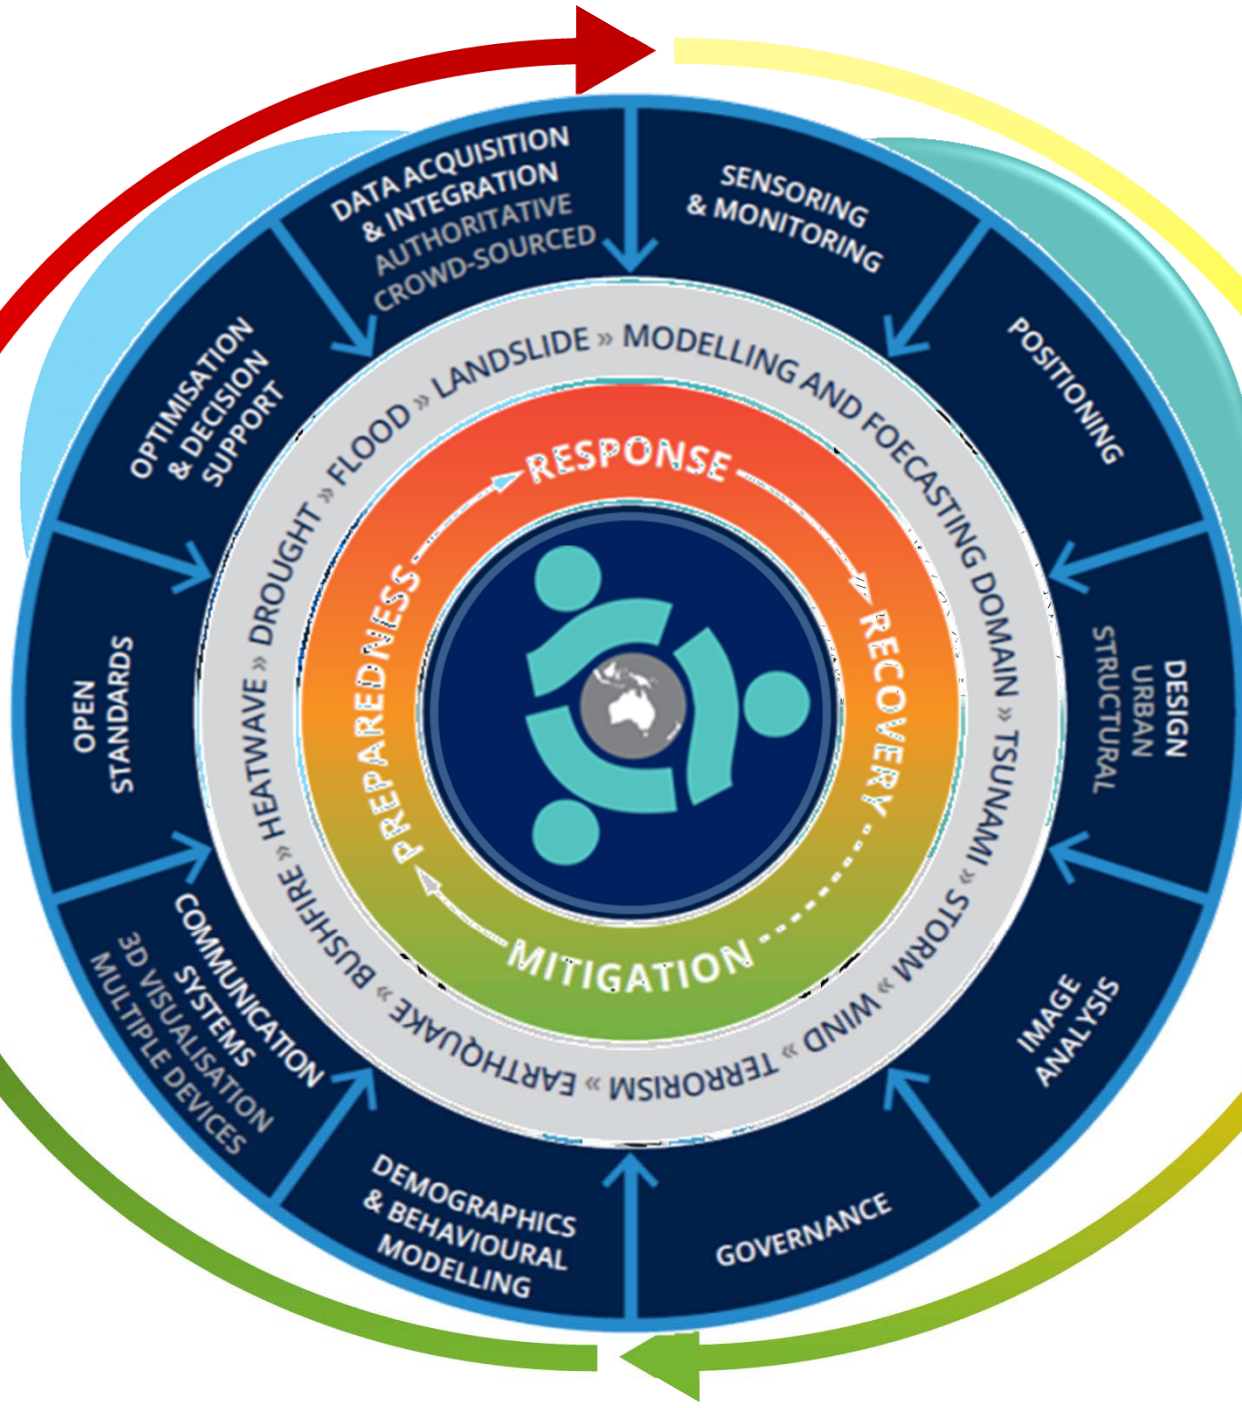 DATA ACQUISITION
& INTEGRATION
AUTHORITATIVE
CROWD-SOURCED
SENSORING
& MONITORING
POSITIONING
DESIGN
URBAN
STRUCTURAL
IMAGE
ANALYSIS
GOVERNANCE
DEMOGRAPHICS
& BEHAVIOURAL
MODELLING
COMMUNICATION
SYSTEMS
3D VISUALISATION
MULTIPLE DEVICES
OPEN
STANDARDS
OPTIMISATION
& DECISION
SUPPORT
MODELLING AND FOECASTING DOMAIN » TSUNAMI » STORM » WIND » TERRORISM » EARTHQUAKE » BUSHFIRE » HEATWAVE » DROUGHT » FLOOD » LANDSLIDE »
RESPONSE
RECOVERY
MITIGATION
PREPAREDNESS